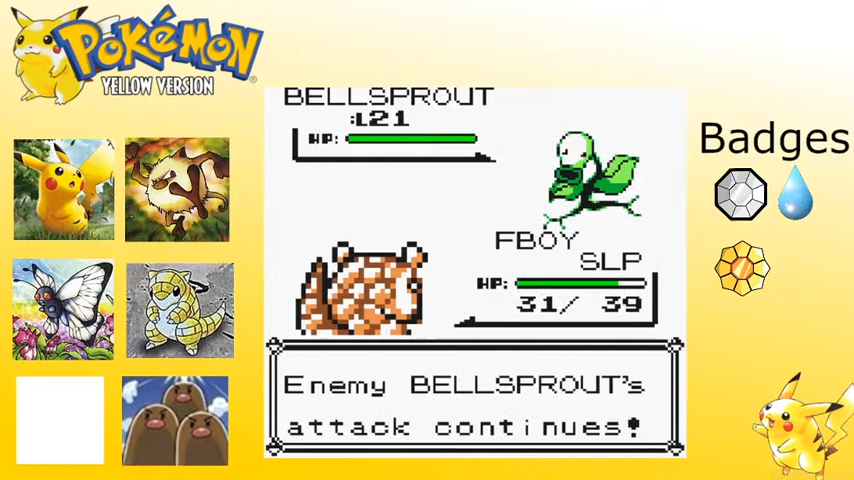 POKÉMON
YELLOW VERSION
BELLSPROUT
:L21
HP:
Badges
FBOY
SLP
HP:
31/ 39
Enemy BELLSPROUT's
attack continues!